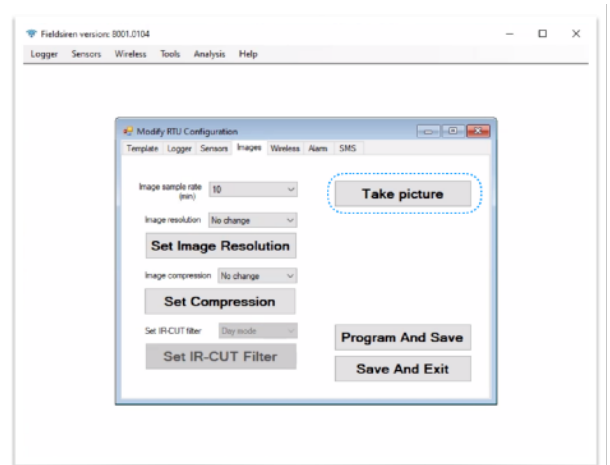 Fieldsiren version: 8001.0104
Logger Sensors Wireless Tools Analysis Help
Modify RTU Configuration
Template Logger Sensors Images Wireless Alarm SMS
Image sample rate
(min)
10
Take picture
Image resolution No change
Set Image Resolution
Image compression No change
Set Compression
Set IR-CUT filter Day mode
Set IR-CUT Filter
Program And Save
Save And Exit